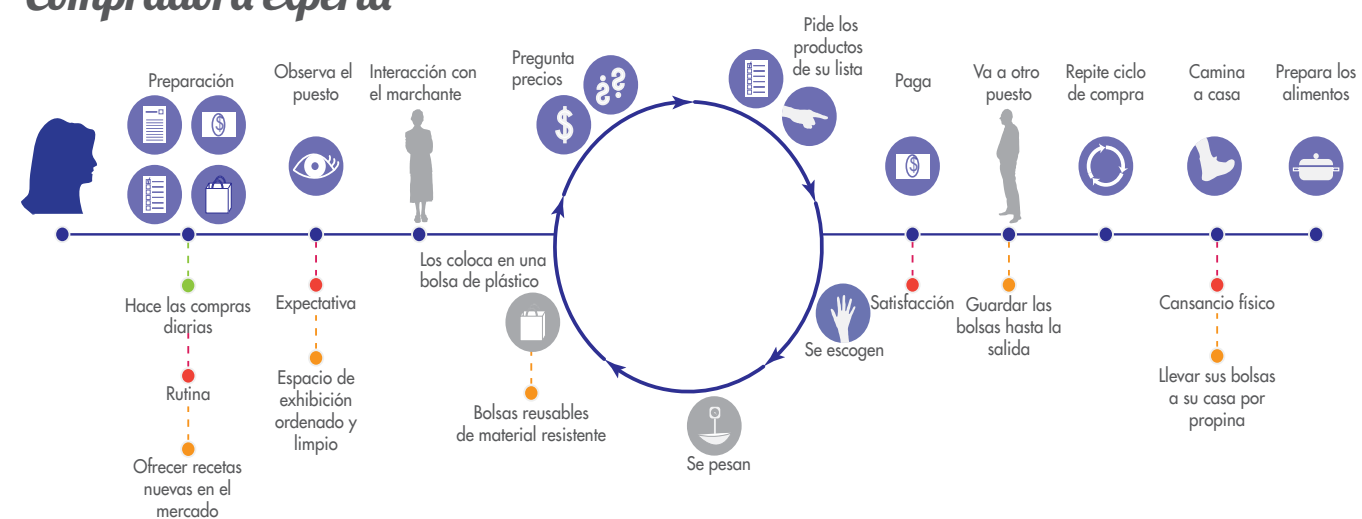 Compradora experta
Preparación
Observa el
puesto
Interacción con
el marchante
Pregunta
precios
$
¿?
Pide los
productos
de su lista
Paga
Va a otro
puesto
Repite ciclo
de compra
Camina
a casa
Prepara los
alimentos
Hace las compras
diarias
Rutina
Ofrecer recetas
nuevas en el
mercado
Expectativa
Espacio de
exhibición
ordenado y
limpio
Los coloca en una
bolsa de plástico
Bolsas reusables
de material resistente
Se pesan
Se escogen
Satisfacción
Guardar las
bolsas hasta la
salida
Cansancio físico
Llevar sus bolsas
a su casa por
propina